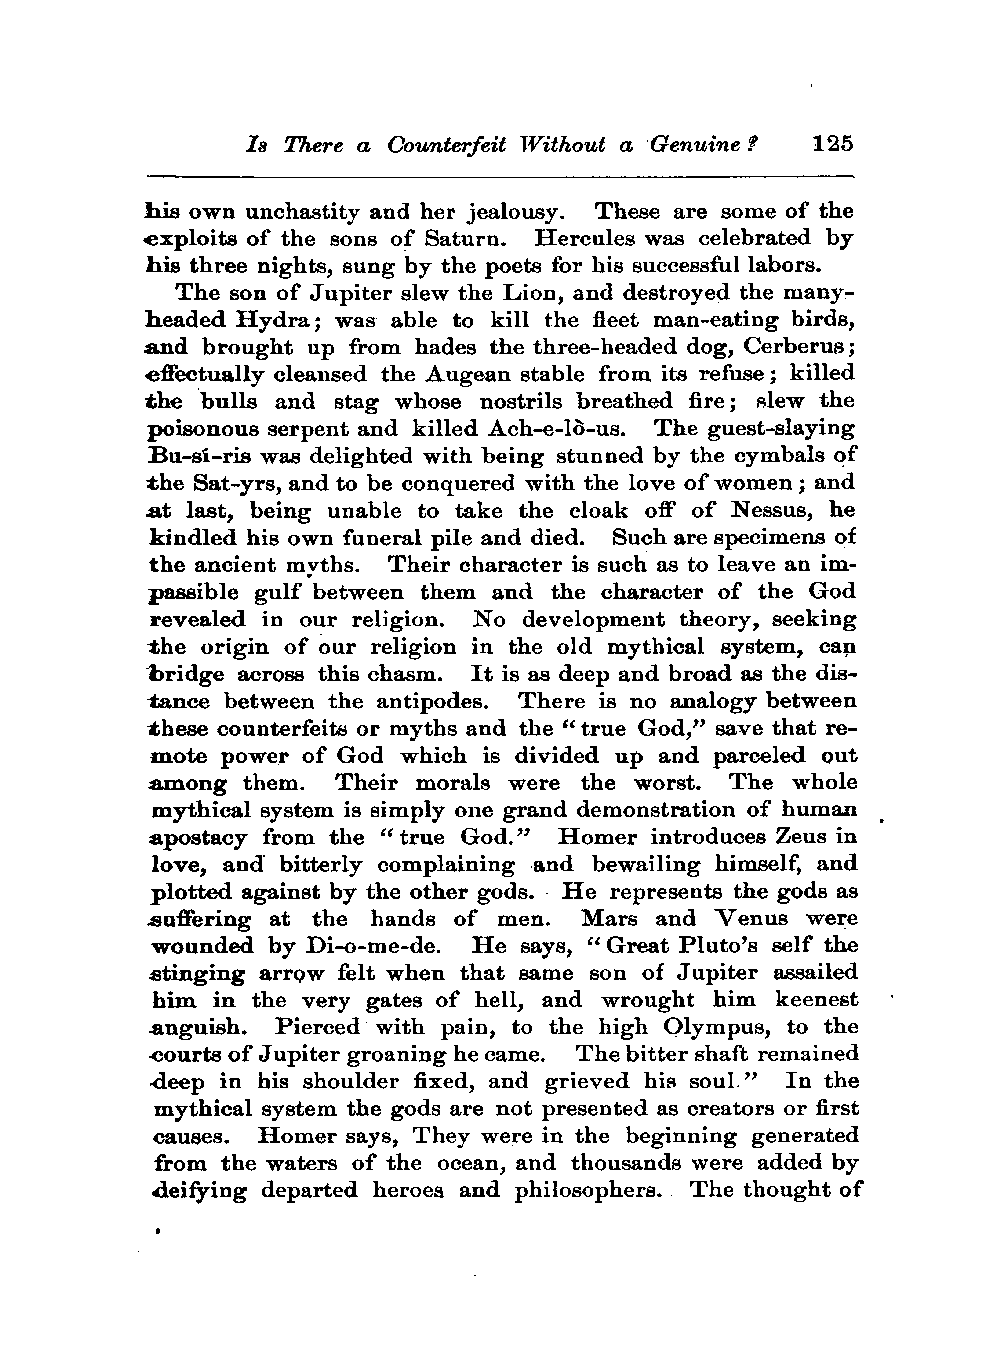 Is There a Counterfeit Without a Genuine? 125
his own unchastity and her jealousy. These are some of the
exploits of the sons of Saturn. Hercules was celebrated by
his three nights, sung by the poets for his successful labors.
The son of Jupiter slew the Lion, and destroyed the many-
headed Hydra; was able to kill the fleet man-eating birds,
and brought up from hades the three-headed dog, Cerberus;
effectually cleansed the Augean stable from its refuse; killed
the bulls and stag whose nostrils breathed fire; slew the
poisonous serpent and killed Ach-e-lò-us. The guest-slaying
Bu-sí-ris was delighted with being stunned by the cymbals of
the Sat-yrs, and to be conquered with the love of women; and
at last, being unable to take the cloak off of Nessus, he
kindled his own funeral pile and died. Such are specimens of
the ancient myths. Their character is such as to leave an im-
passible gulf between them and the character of the God
revealed in our religion. No development theory, seeking
the origin of our religion in the old mythical system, can
bridge across this chasm. It is as deep and broad as the dis-
tance between the antipodes. There is no analogy between
these counterfeits or myths and the "true God," save that re-
mote power of God which is divided up and parceled out
among them. Their morals were the worst. The whole
mythical system is simply one grand demonstration of human
apostacy from the "true God." Homer introduces Zeus in
love, and bitterly complaining and bewailing himself, and
plotted against by the other gods. He represents the gods as
suffering at the hands of men. Mars and Venus were
wounded by Di-o-me-de. He says, "Great Pluto's self the
stinging arrow felt when that same son of Jupiter assailed
him in the very gates of hell, and wrought him keenest
anguish. Pierced with pain, to the high Olympus, to the
courts of Jupiter groaning he came. The bitter shaft remained
deep in his shoulder fixed, and grieved his soul." In the
mythical system the gods are not presented as creators or first
causes. Homer says, They were in the beginning generated
from the waters of the ocean, and thousands were added by
deifying departed heroes and philosophers. The thought of